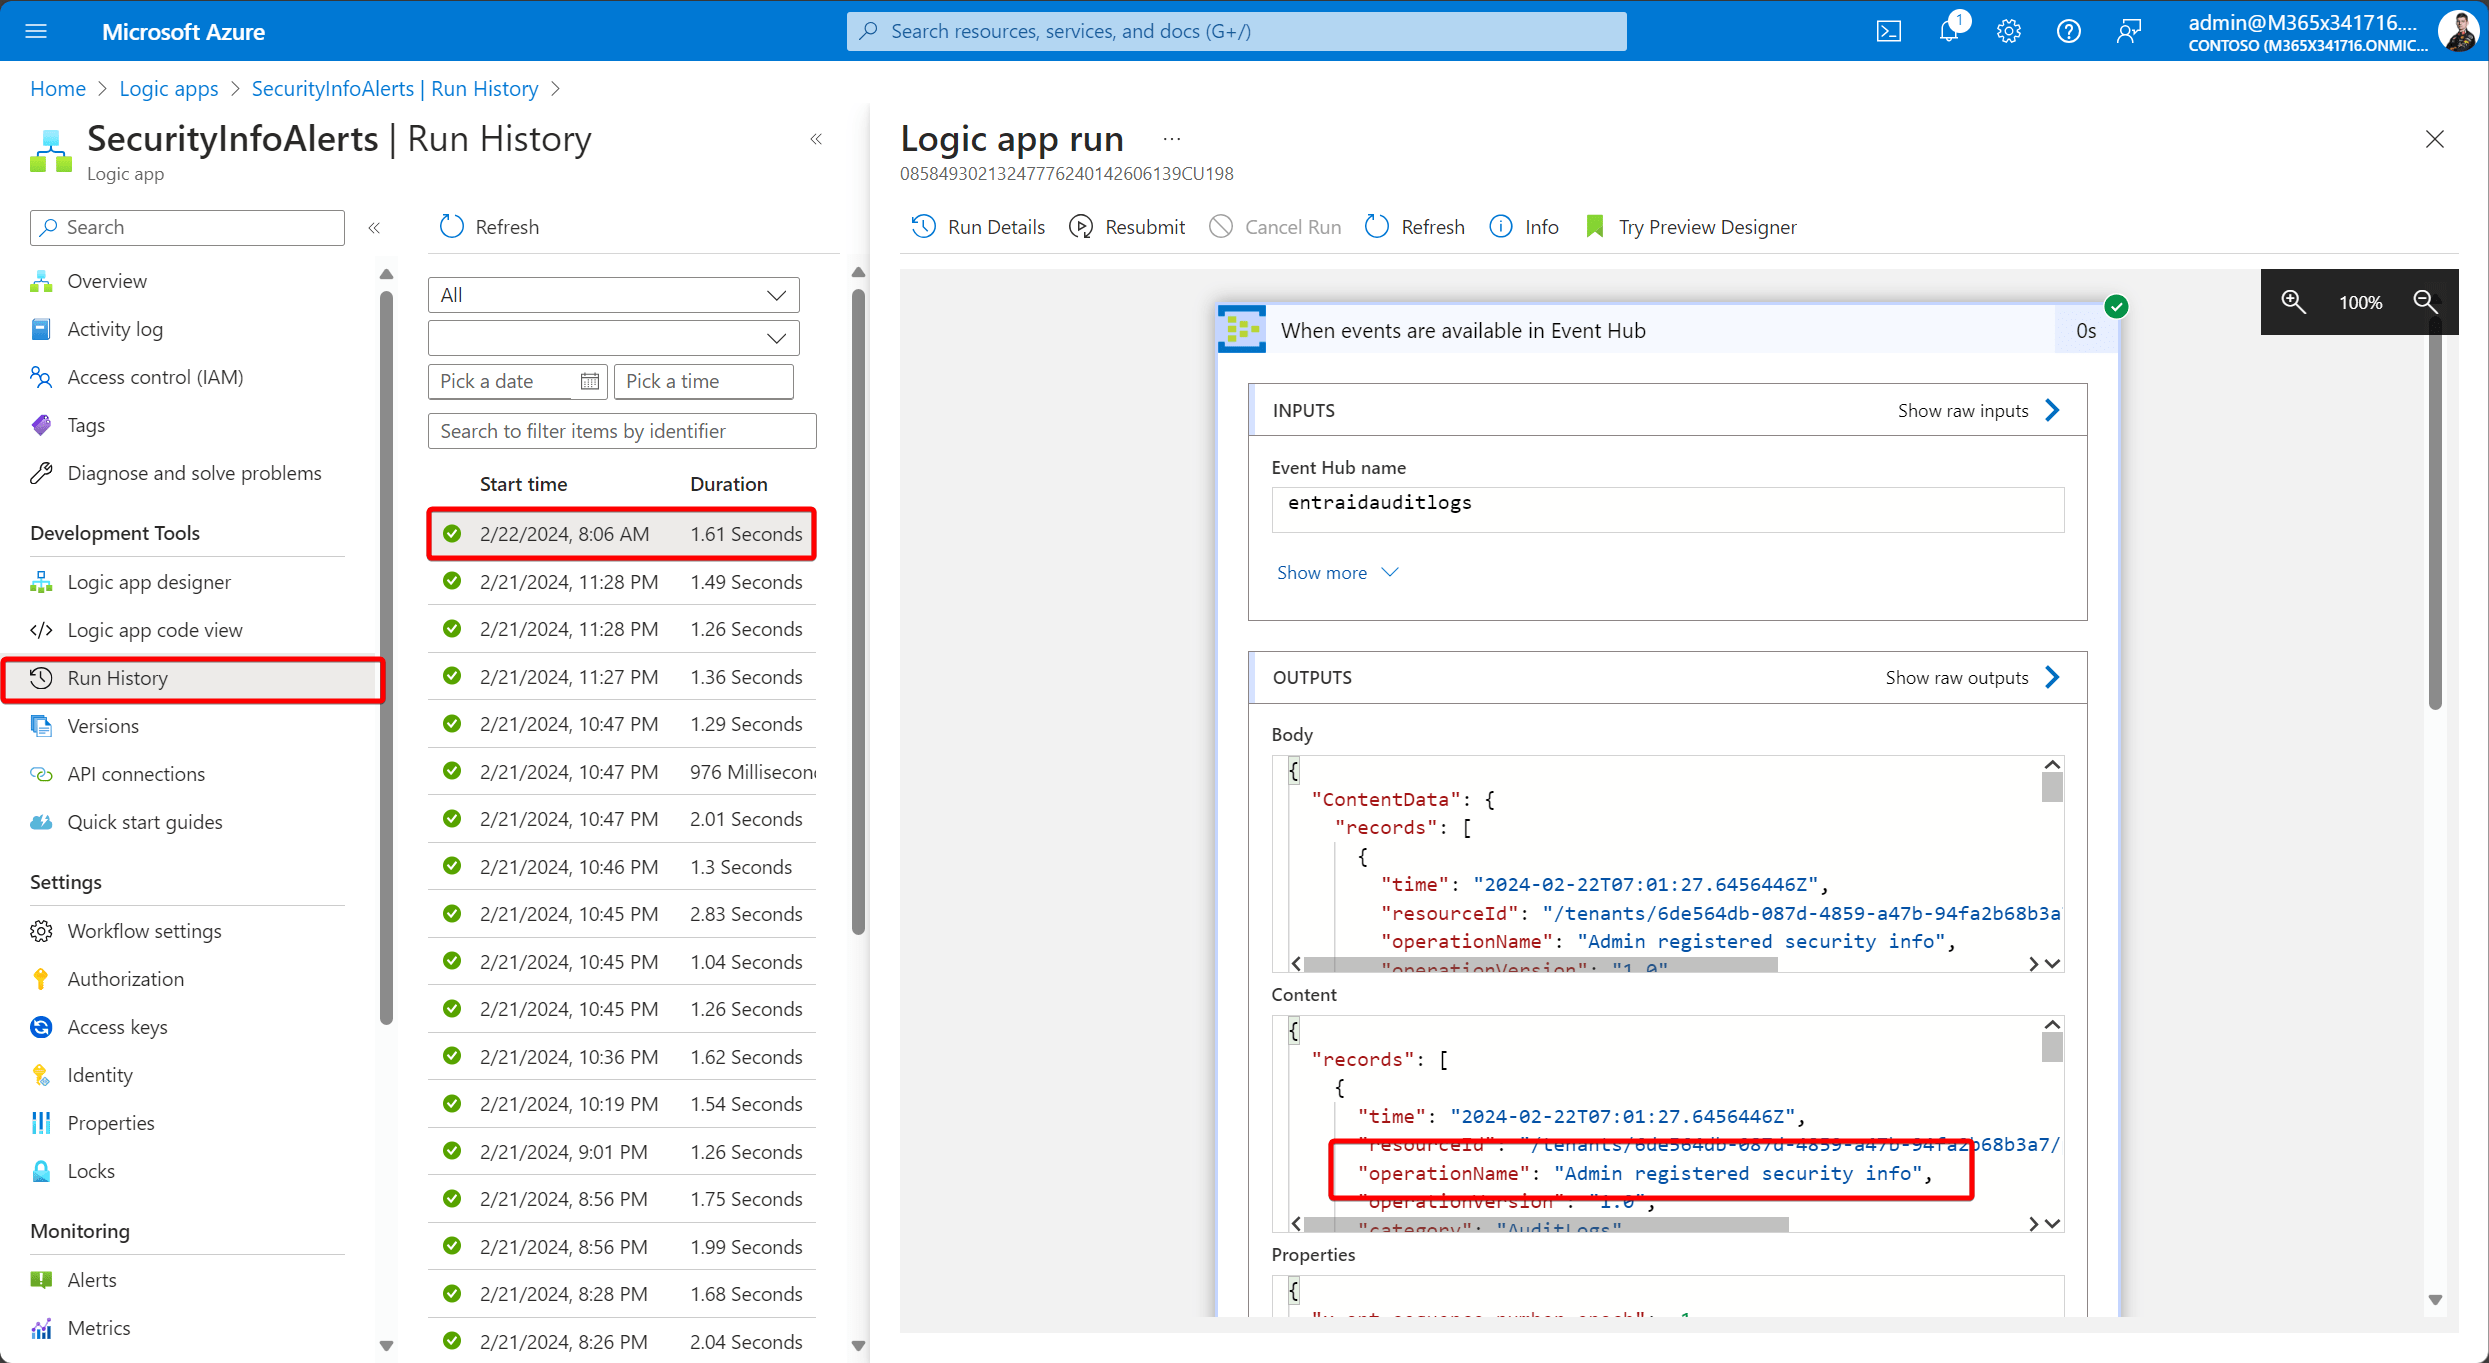 Microsoft Azure
Search resources, services, and docs (G+/)
1
admin@M365x341716....
CONTOSO (M365X341716.ONMIC...
Home > Logic apps > SecurityInfoAlerts | Run History >
SecurityInfoAlerts | Run History
Logic app
Search
Overview
Activity log
Access control (IAM)
Tags
Diagnose and solve problems
Development Tools
Logic app designer
Logic app code view
Run History
Versions
API connections
Quick start guides
Settings
Workflow settings
Authorization
Access keys
Identity
Properties
Locks
Monitoring
Alerts
Metrics
Refresh
All
Pick a date
Pick a time
Search to filter items by identifier
Start time Duration
2/22/2024, 8:06 AM 1.61 Seconds
2/21/2024, 11:28 PM 1.49 Seconds
2/21/2024, 11:28 PM 1.26 Seconds
2/21/2024, 11:27 PM 1.36 Seconds
2/21/2024, 10:47 PM 1.29 Seconds
2/21/2024, 10:47 PM 976 Millisecon
2/21/2024, 10:47 PM 2.01 Seconds
2/21/2024, 10:46 PM 1.3 Seconds
2/21/2024, 10:45 PM 2.83 Seconds
2/21/2024, 10:45 PM 1.04 Seconds
2/21/2024, 10:45 PM 1.26 Seconds
2/21/2024, 10:36 PM 1.62 Seconds
2/21/2024, 10:19 PM 1.54 Seconds
2/21/2024, 9:01 PM 1.26 Seconds
2/21/2024, 8:56 PM 1.75 Seconds
2/21/2024, 8:56 PM 1.99 Seconds
2/21/2024, 8:28 PM 1.68 Seconds
2/21/2024, 8:26 PM 2.04 Seconds
Logic app run ...
08584930213247776240142606139CU198
Run Details Resubmit Cancel Run Refresh Info Try Preview Designer
100%
When events are available in Event Hub 0s
INPUTS Show raw inputs
Event Hub name
entraidauditlogs
Show more
OUTPUTS Show raw outputs
Body
{
"ContentData": {
"records": [
{
"time": "2024-02-22T07:01:27.6456446Z",
"resourceId": "/tenants/6de564db-087d-4859-a47b-94fa2b68b3a
"operationName": "Admin registered security info",
"operationVersion": "1.0"
Content
{
"records": [
{
"time": "2024-02-22T07:01:27.6456446Z",
"resourceId": "/tenants/6de564db-087d-4859-a47b-94fa2b68b3a7/
"operationName": "Admin registered security info",
"operationVersion": "1.0",
"category": "AuditLogs"
Properties
{